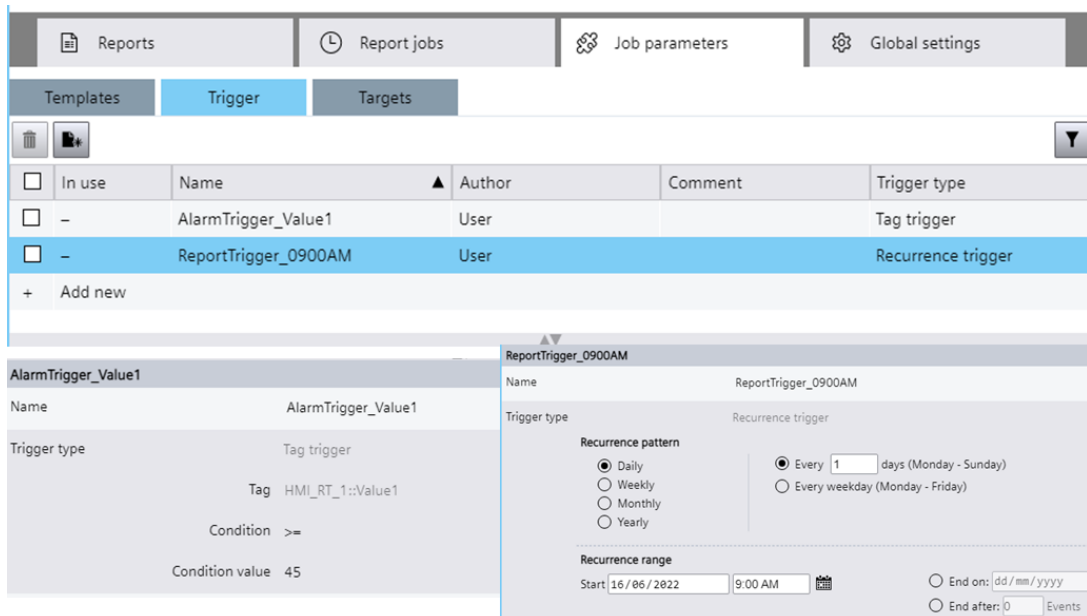 Reports Report jobs Job parameters Global settings
Templates Trigger Targets
In use Name ▲ Author Comment Trigger type
– AlarmTrigger_Value1 User Tag trigger
– ReportTrigger_0900AM User Recurrence trigger
+ Add new
AlarmTrigger_Value1
Name AlarmTrigger_Value1
Trigger type Tag trigger
Tag HMI_RT_1::Value1
Condition >=
Condition value 45
ReportTrigger_0900AM
Name ReportTrigger_0900AM
Trigger type Recurrence trigger
Recurrence pattern
Daily
Weekly
Monthly
Yearly
Every 1 days (Monday - Sunday)
Every weekday (Monday - Friday)
Recurrence range
Start 16/06/2022 9:00 AM
End on: dd/mm/yyyy
End after: 0 Events